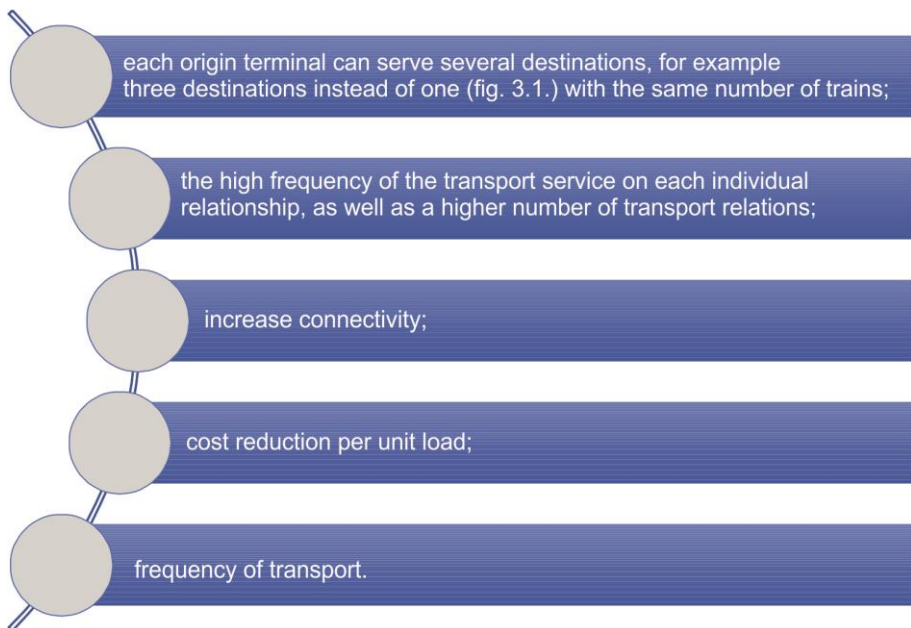 each origin terminal can serve several destinations, for example
three destinations instead of one (fig. 3.1.) with the same number of trains;
the high frequency of the transport service on each individual
relationship, as well as a higher number of transport relations;
increase connectivity;
cost reduction per unit load;
frequency of transport.